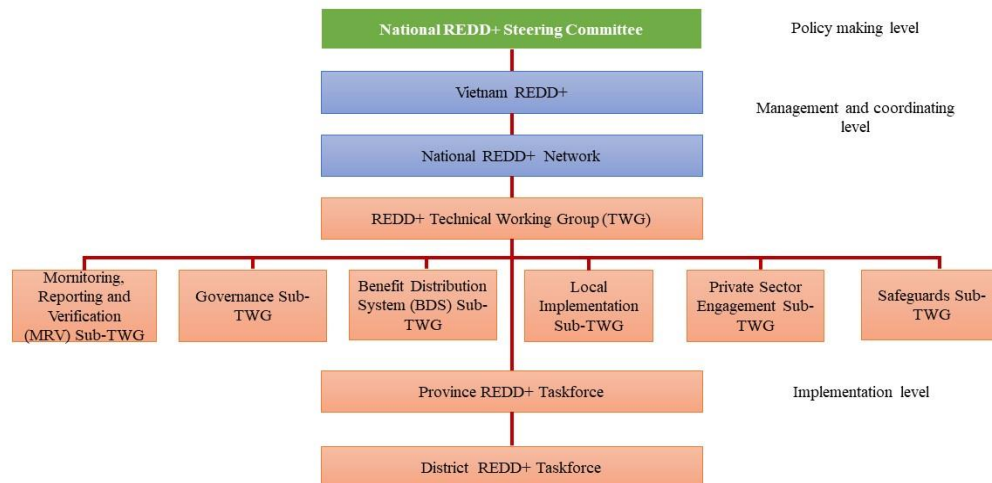 National REDD+ Steering Committee
Policy making level
Vietnam REDD+
Management and coordinating
level
National REDD+ Network
REDD+ Technical Working Group (TWG)
Mornitoring,
Reporting and
Verification
(MRV) Sub-TWG
Governance Sub-
TWG
Benefit Distribution
System (BDS) Sub-
TWG
Local
Implementation
Sub-TWG
Private Sector
Engagement Sub-
TWG
Safeguards Sub-
TWG
Province REDD+ Taskforce
Implementation level
District REDD+ Taskforce